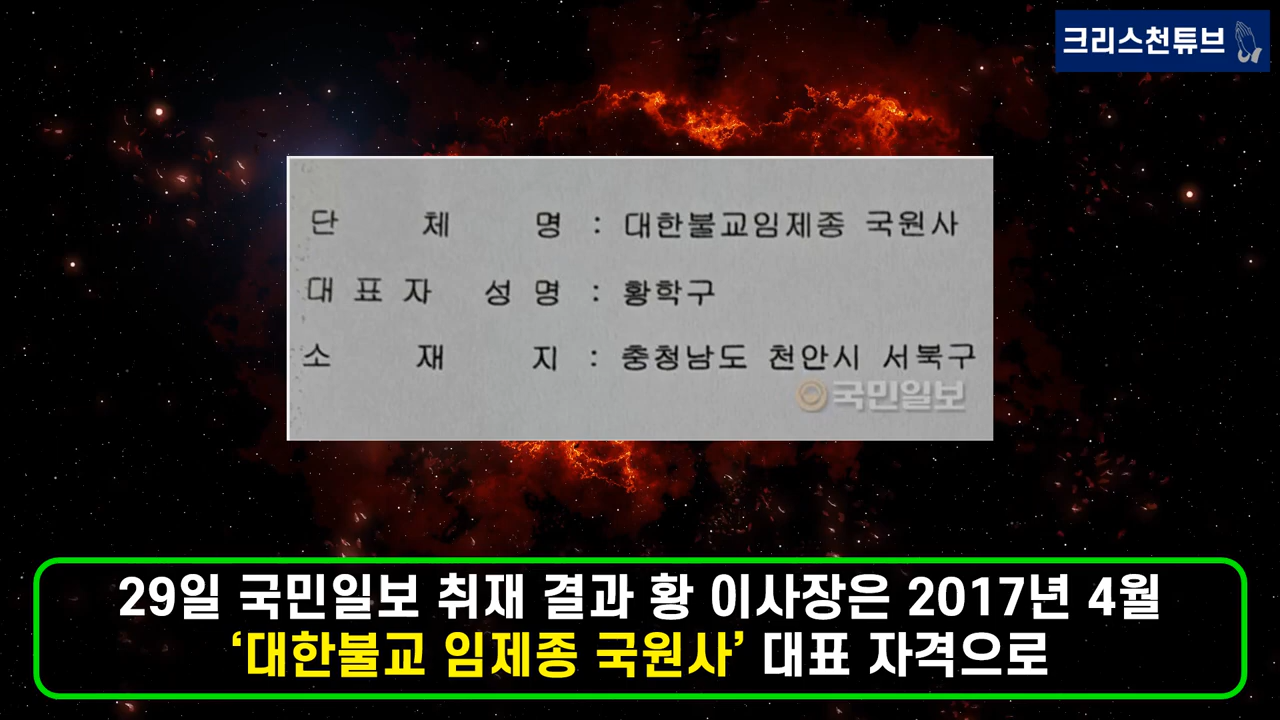 크리스천튜브
단 체 명 : 대한불교임제종 국원사
대 표 자 성 명 : 황학구
소 재 지 : 충청남도 천안시 서북구
국민일보
29일 국민일보 취재 결과 황 이사장은 2017년 4월
‘대한불교 임제종 국원사’ 대표 자격으로